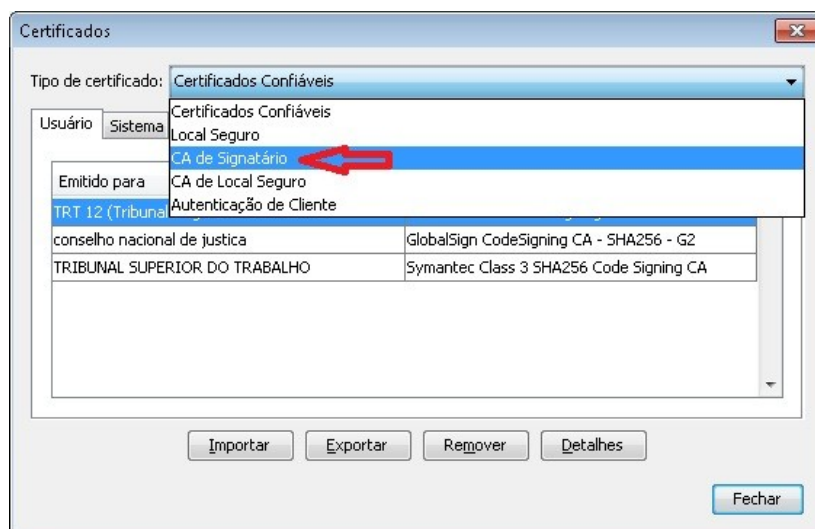 Certificados
Tipo de certificado: Certificados Confiáveis
Certificados Confiáveis
Local Seguro
CA de Signatário
CA de Local Seguro
Autenticação de Cliente
Usuário Sistema
Emitido para
TRT 12 (Tribunal
conselho nacional de justica GlobalSign CodeSigning CA - SHA256 - G2
TRIBUNAL SUPERIOR DO TRABALHO Symantec Class 3 SHA256 Code Signing CA
Importar Exportar Remover Detalhes
Fechar